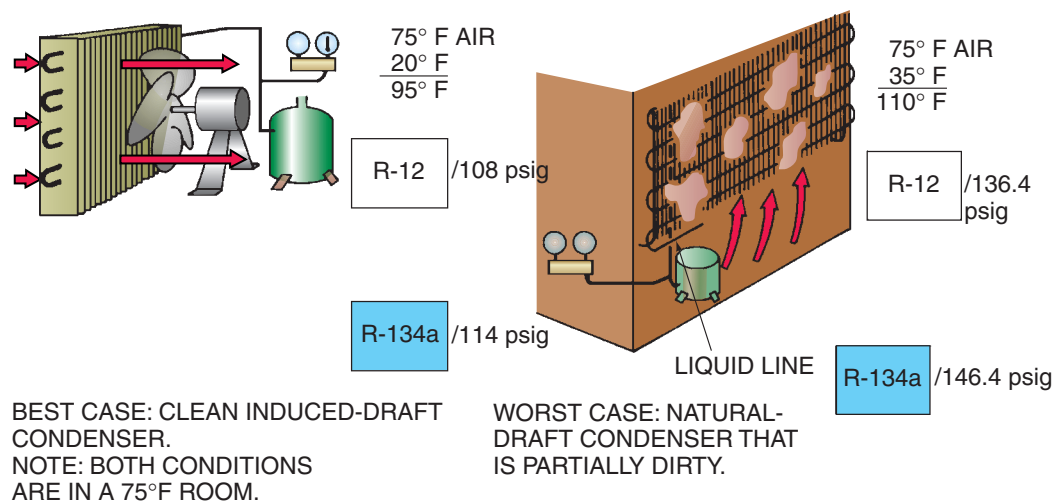 75° F AIR
20° F
95° F
R-12 /108 psig
R-134a /114 psig
BEST CASE: CLEAN INDUCED-DRAFT
CONDENSER.
NOTE: BOTH CONDITIONS
ARE IN A 75°F ROOM.
75° F AIR
35° F
110° F
R-12 /136.4
psig
LIQUID LINE
R-134a /146.4 psig
WORST CASE: NATURAL-
DRAFT CONDENSER THAT
IS PARTIALLY DIRTY.